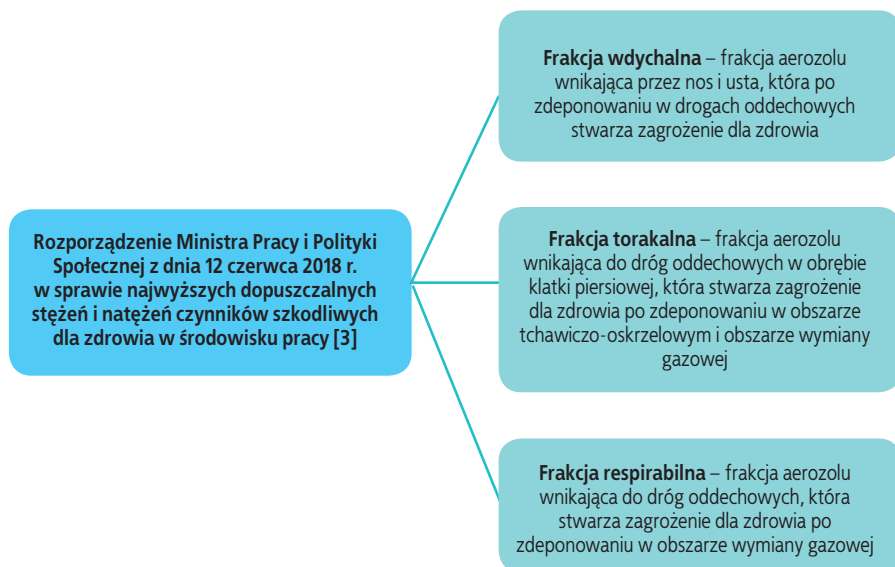 Frakcja wdychalna – frakcja aerozolu
wnikająca przez nos i usta, która po
zdeponowaniu w drogach oddechowych
stwarza zagrożenie dla zdrowia
Rozporządzenie Ministra Pracy i Polityki
Społecznej z dnia 12 czerwca 2018 r.
w sprawie najwyższych dopuszczalnych
stężeń i natężeń czynników szkodliwych
dla zdrowia w środowisku pracy [3]
Frakcja torakalna – frakcja aerozolu
wnikająca do dróg oddechowych w obrębie
klatki piersiowej, która stwarza zagrożenie
dla zdrowia po zdeponowaniu w obszarze
tchawiczo-oskrzelowym i obszarze wymiany
gazowej
Frakcja respirabilna – frakcja aerozolu
wnikająca do dróg oddechowych, która
stwarza zagrożenie dla zdrowia po
zdeponowaniu w obszarze wymiany gazowej